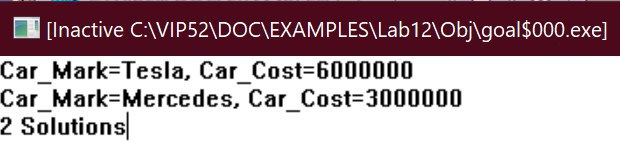 [Inactive C:\VIP52\DOC\EXAMPLES\Lab12\Obj\goal$000.exe]
Car_Mark=Tesla, Car_Cost=6000000
Car_Mark=Mercedes, Car_Cost=3000000
2 Solutions